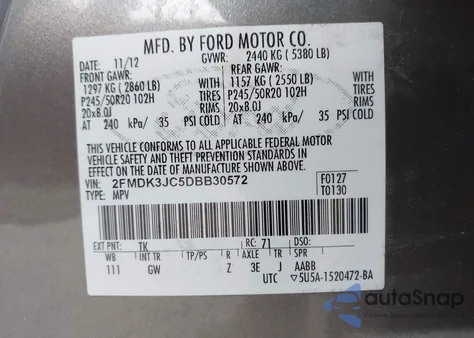 MFD. BY FORD MOTOR CO.
DATE: 11/12 GVWR: 2440 KG ( 5380 LB)
FRONT GAWR: REAR GAWR:
1297 KG ( 2860 LB) 1157 KG ( 2550 LB)
P245/50R20 102H P245/50R20 102H
20x8.0J RIMS 20x8.0J RIMS
AT 240 kPa/ 35 PSI COLD AT 240 kPa/ 35 PSI COLD
THIS VEHICLE CONFORMS TO ALL APPLICABLE FEDERAL MOTOR
VEHICLE SAFETY STANDARDS AND THEFT PREVENTION STANDARD IN
EFFECT ON THE DATE OF MANUFACTURE SHOWN ABOVE.
VIN: 2FMDK3JC5DBB30572 F0127
TYPE: MPV T0130
EXT PNT: TK RC: 71 DSO:
WB INT TR TP/PS R AXLE TR SPR
111 GW Z 3E J AABB
UTC ▽5U5A-1520472-BA
autoSnap